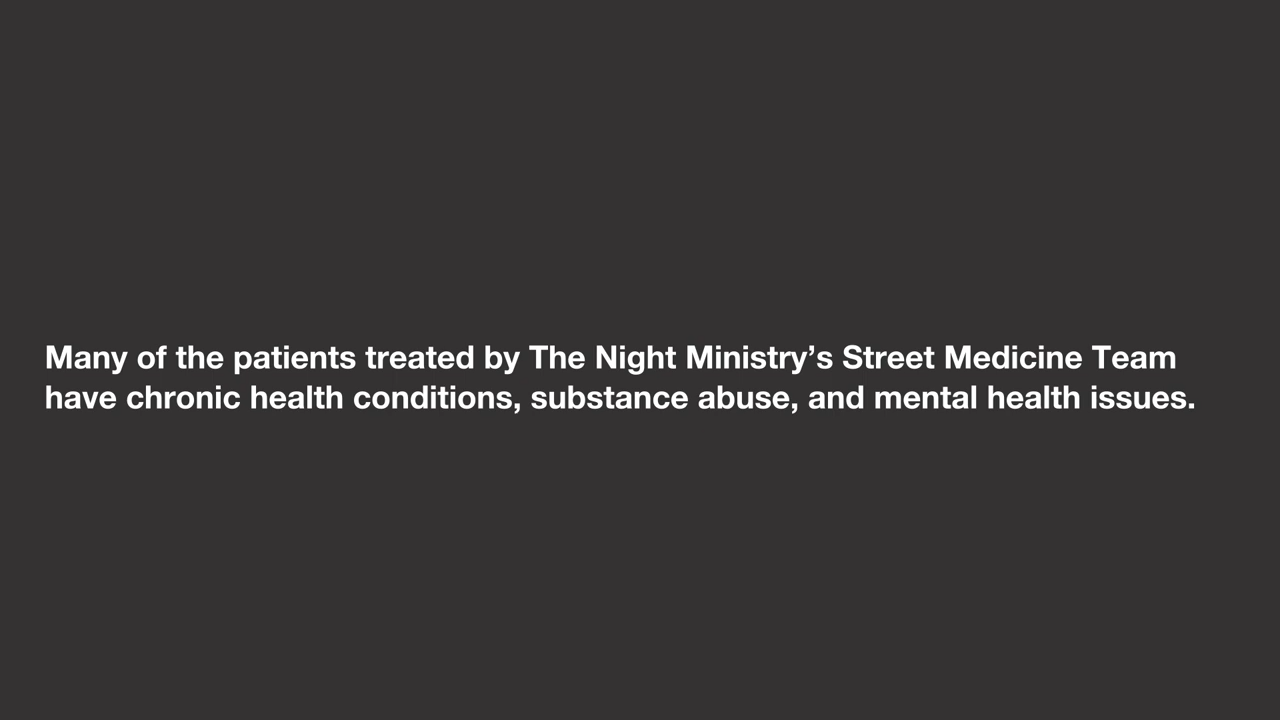 Many of the patients treated by The Night Ministry’s Street Medicine Team
have chronic health conditions, substance abuse, and mental health issues.